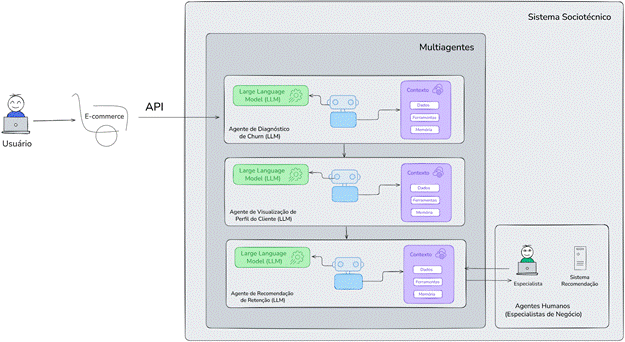 Sistema Sociotécnico
Multiagentes
Usuário
E-commerce
API
Large Language
Model (LLM)
Contexto
Dados
Ferramentas
Memória
Agente de Diagnóstico
de Churn (LLM)
Large Language
Model (LLM)
Contexto
Dados
Ferramentas
Memória
Agente de Visualização de
Perfil do Cliente (LLM)
Large Language
Model (LLM)
Contexto
Dados
Ferramentas
Memória
Agente de Recomendação
de Retenção (LLM)
Especialista
Sistema
Recomendação
Agentes Humanos
(Especialistas de Negócio)